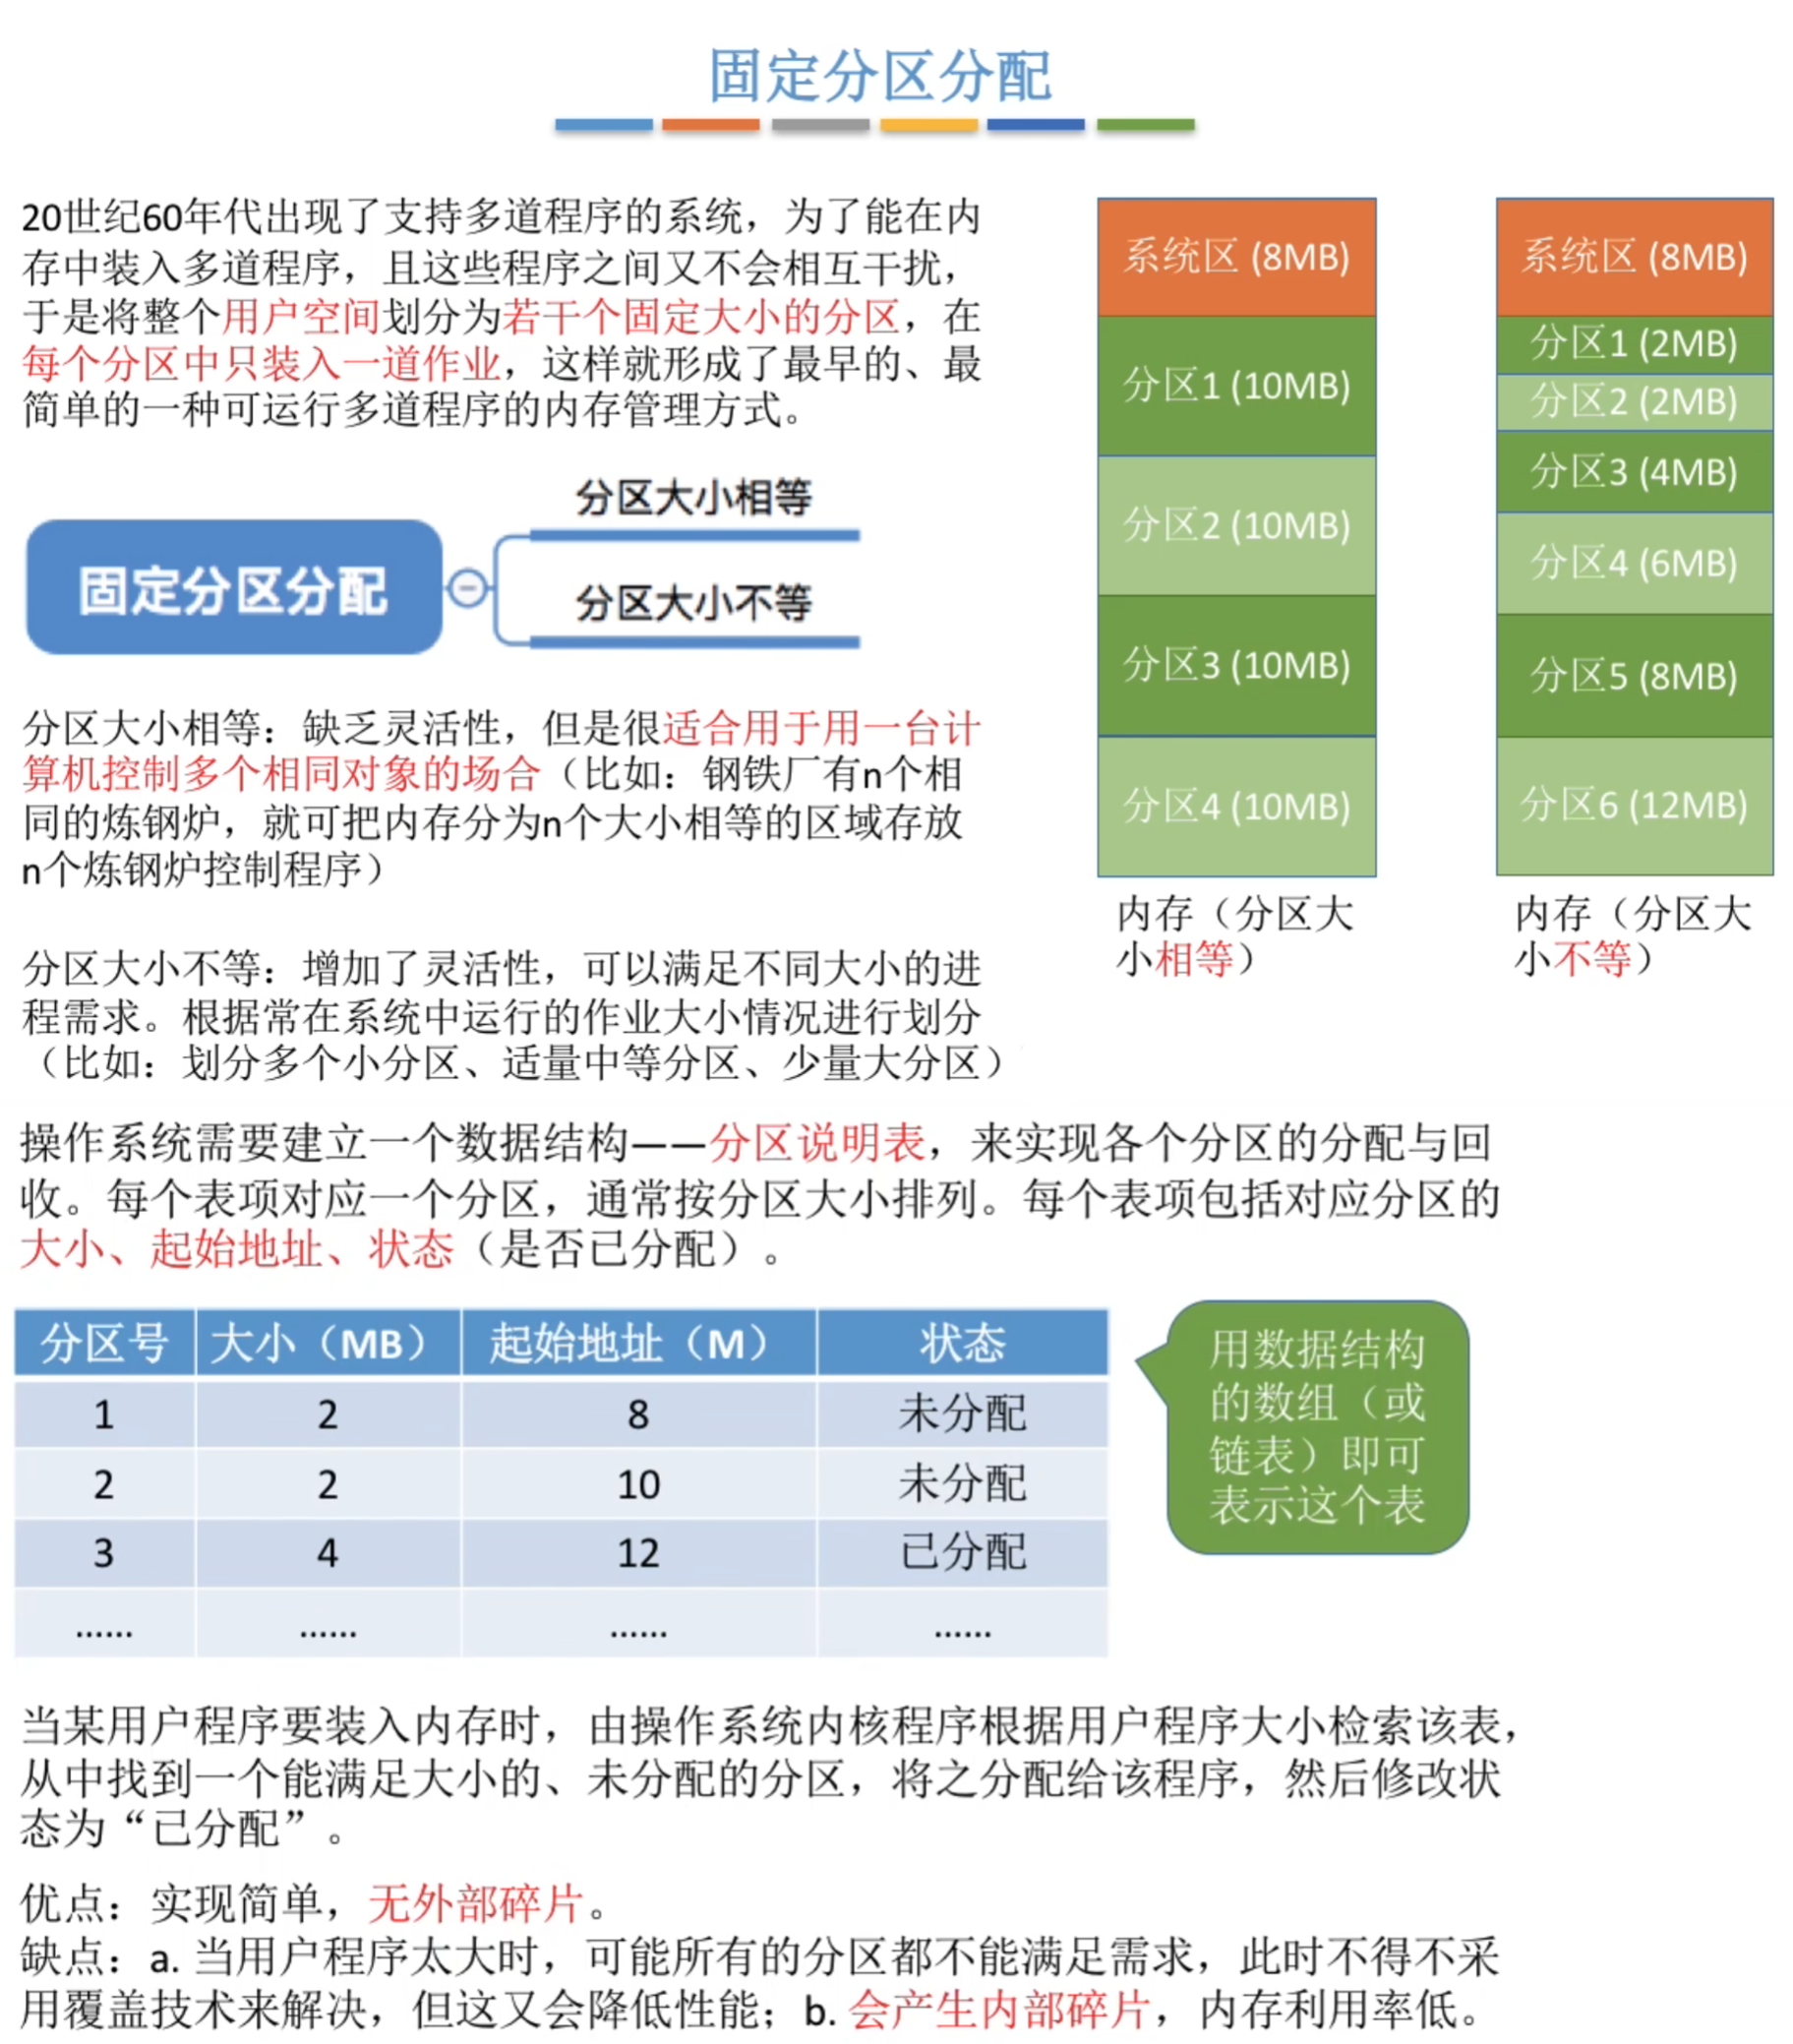 固定分区分配
20世纪60年代出现了支持多道程序的系统，为了能在内
存中装入多道程序，且这些程序之间又不会相互干扰，
于是将整个用户空间划分为若干个固定大小的分区，在
每个分区中只装入一道作业，这样就形成了最早的、最
简单的一种可运行多道程序的内存管理方式。
固定分区分配
分区大小相等
分区大小不等
分区大小相等：缺乏灵活性，但是很适合用于用一台计
算机控制多个相同对象的场合（比如：钢铁厂有n个相
同的炼钢炉，就可把内存分为n个大小相等的区域存放
n个炼钢炉控制程序）
分区大小不等：增加了灵活性，可以满足不同大小的进
程需求。根据常在系统中运行的作业大小情况进行划分
（比如：划分多个小分区、适量中等分区、少量大分区）
系统区 (8MB)
分区1 (10MB)
分区2 (10MB)
分区3 (10MB)
分区4 (10MB)
内存（分区大
小相等）
系统区 (8MB)
分区1 (2MB)
分区2 (2MB)
分区3 (4MB)
分区4 (6MB)
分区5 (8MB)
分区6 (12MB)
内存（分区大
小不等）
操作系统需要建立一个数据结构——分区说明表，来实现各个分区的分配与回
收。每个表项对应一个分区，通常按分区大小排列。每个表项包括对应分区的
大小、起始地址、状态（是否已分配）。
分区号 大小（MB） 起始地址（M） 状态
1 2 8 未分配
2 2 10 未分配
3 4 12 已分配
...... ...... ...... ......
用数据结构
的数组（或
链表）即可
表示这个表
当某用户程序要装入内存时，由操作系统内核程序根据用户程序大小检索该表，
从中找到一个能满足大小的、未分配的分区，将之分配给该程序，然后修改状
态为“已分配”。
优点：实现简单，无外部碎片。
缺点：a. 当用户程序太大时，可能所有的分区都不能满足需求，此时不得不采
用覆盖技术来解决，但这又会降低性能；b. 会产生内部碎片，内存利用率低。